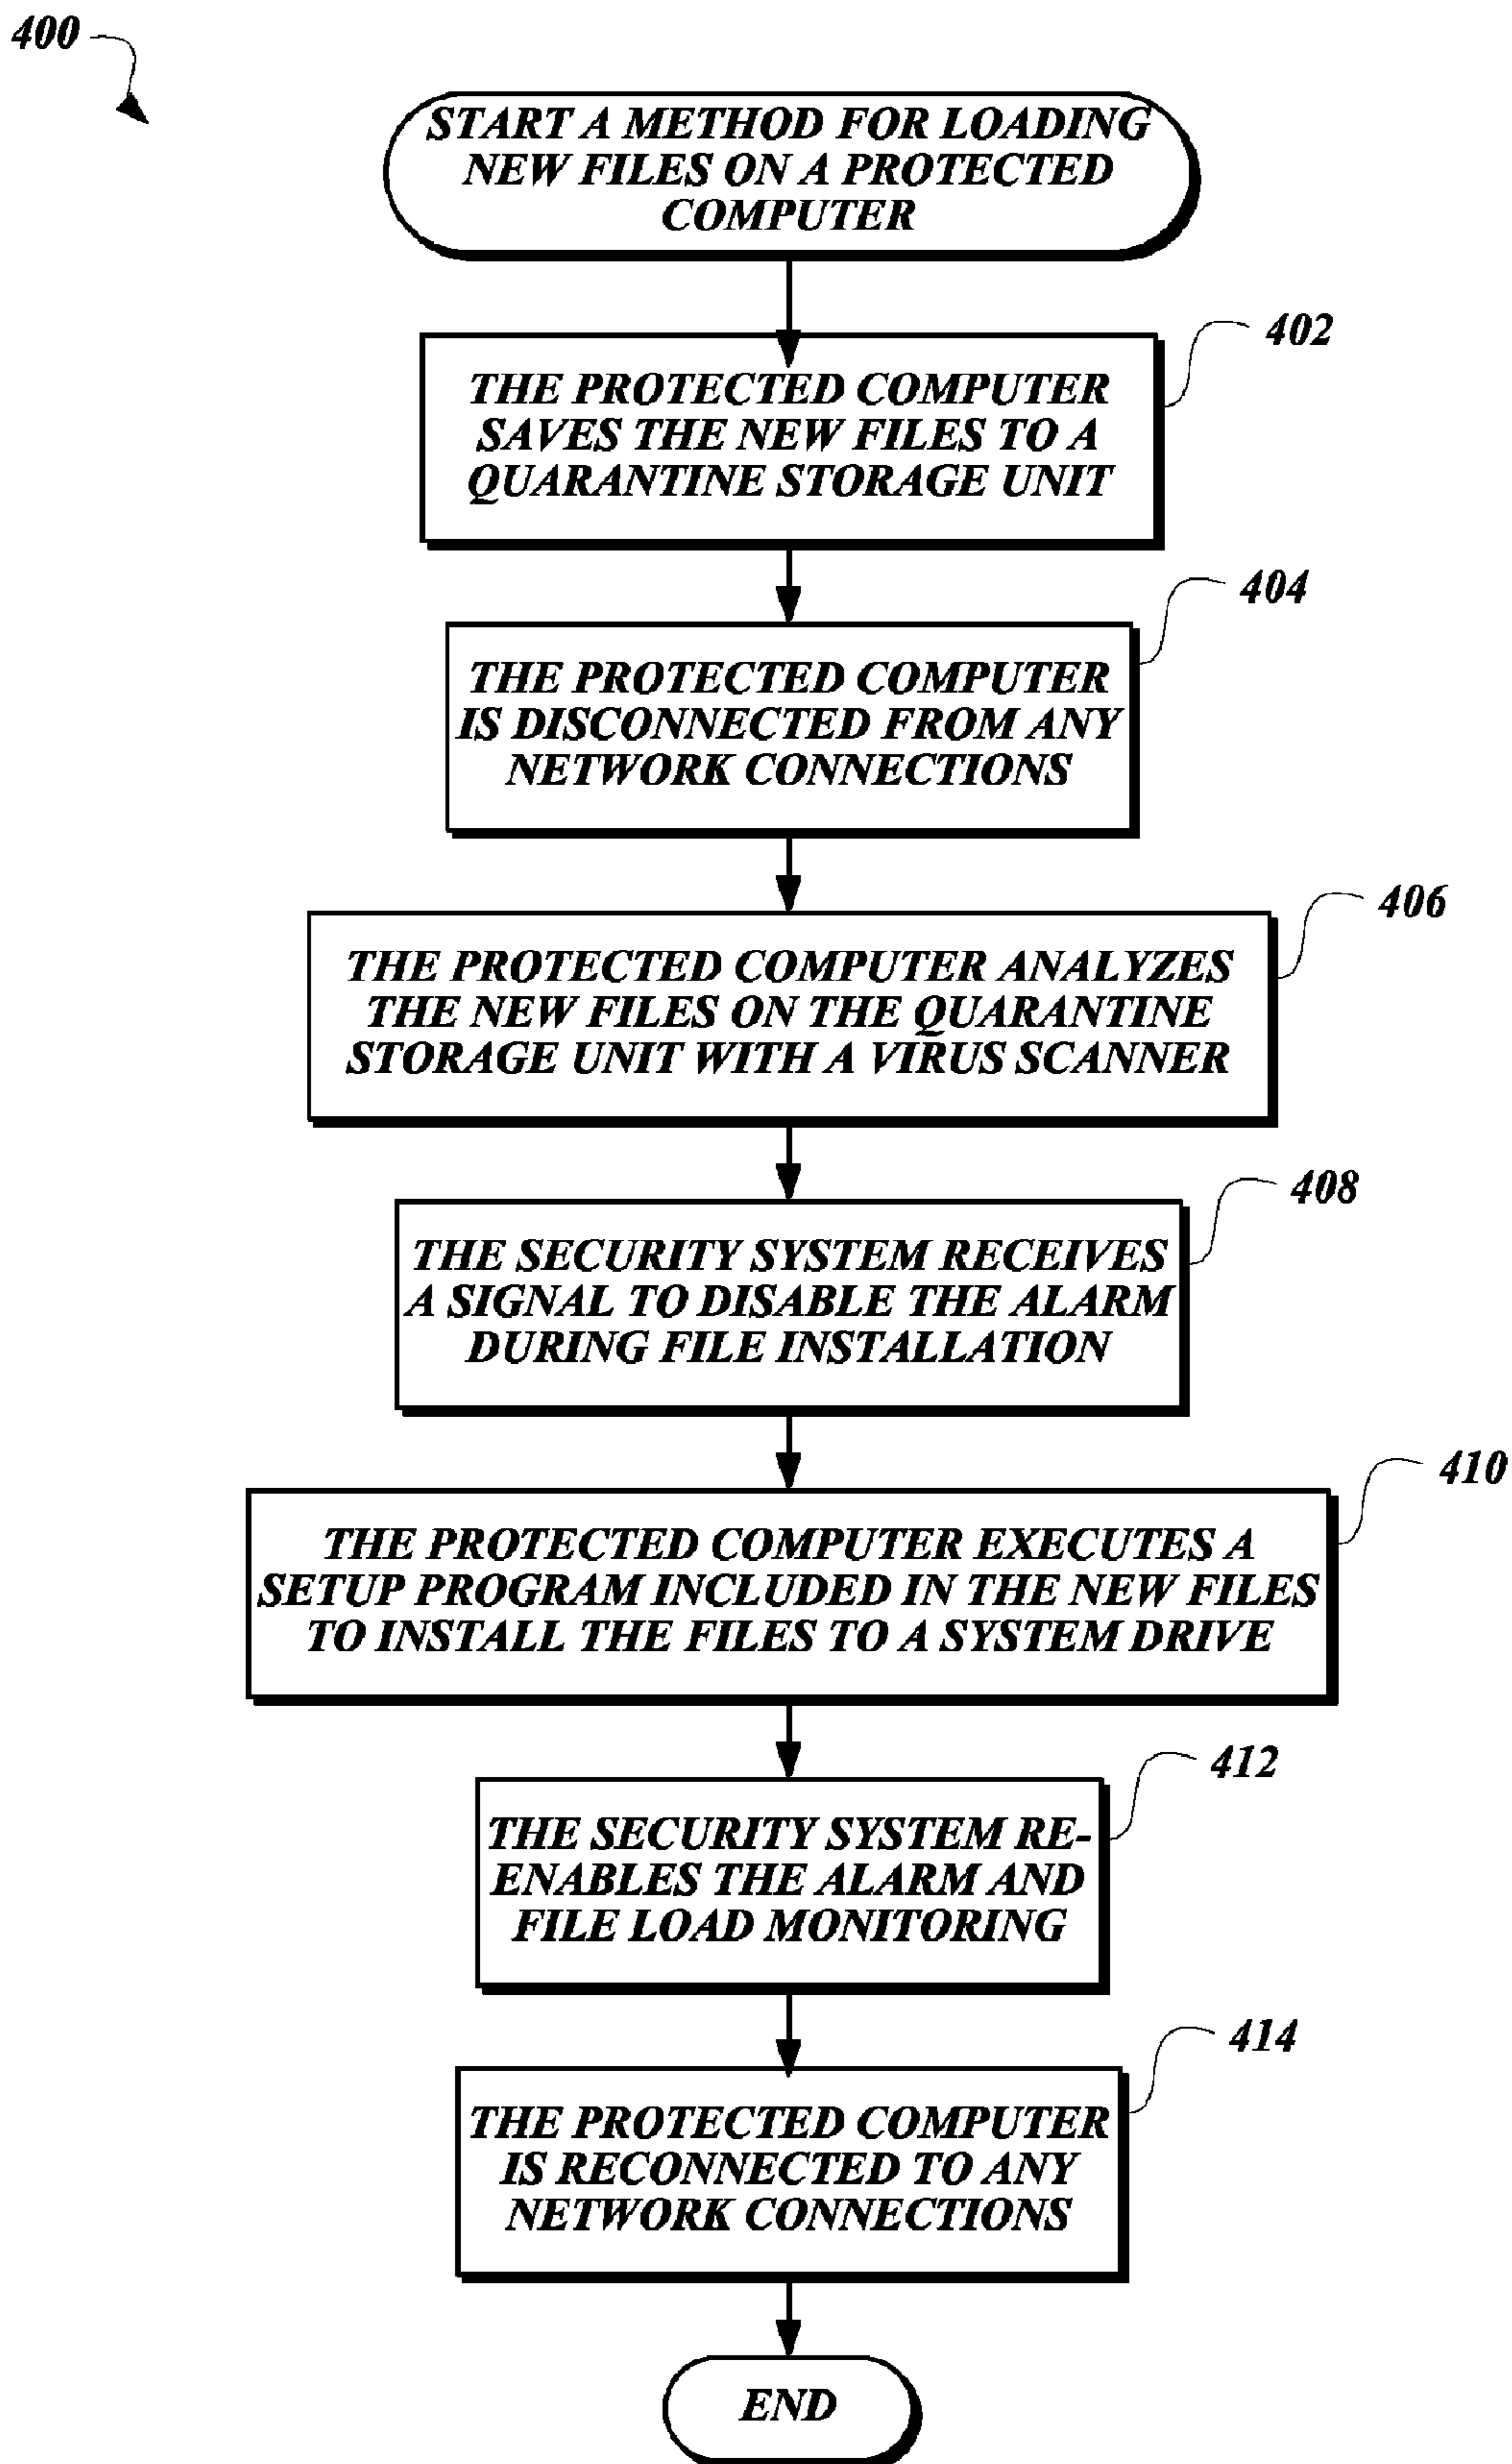 400
START A METHOD FOR LOADING
NEW FILES ON A PROTECTED
COMPUTER
402
THE PROTECTED COMPUTER
SAVES THE NEW FILES TO A
QUARANTINE STORAGE UNIT
404
THE PROTECTED COMPUTER
IS DISCONNECTED FROM ANY
NETWORK CONNECTIONS
406
THE PROTECTED COMPUTER ANALYZES
THE NEW FILES ON THE QUARANTINE
STORAGE UNIT WITH A VIRUS SCANNER
408
THE SECURITY SYSTEM RECEIVES
A SIGNAL TO DISABLE THE ALARM
DURING FILE INSTALLATION
410
THE PROTECTED COMPUTER EXECUTES A
SETUP PROGRAM INCLUDED IN THE NEW FILES
TO INSTALL THE FILES TO A SYSTEM DRIVE
412
THE SECURITY SYSTEM RE-
ENABLES THE ALARM AND
FILE LOAD MONITORING
414
THE PROTECTED COMPUTER
IS RECONNECTED TO ANY
NETWORK CONNECTIONS
END